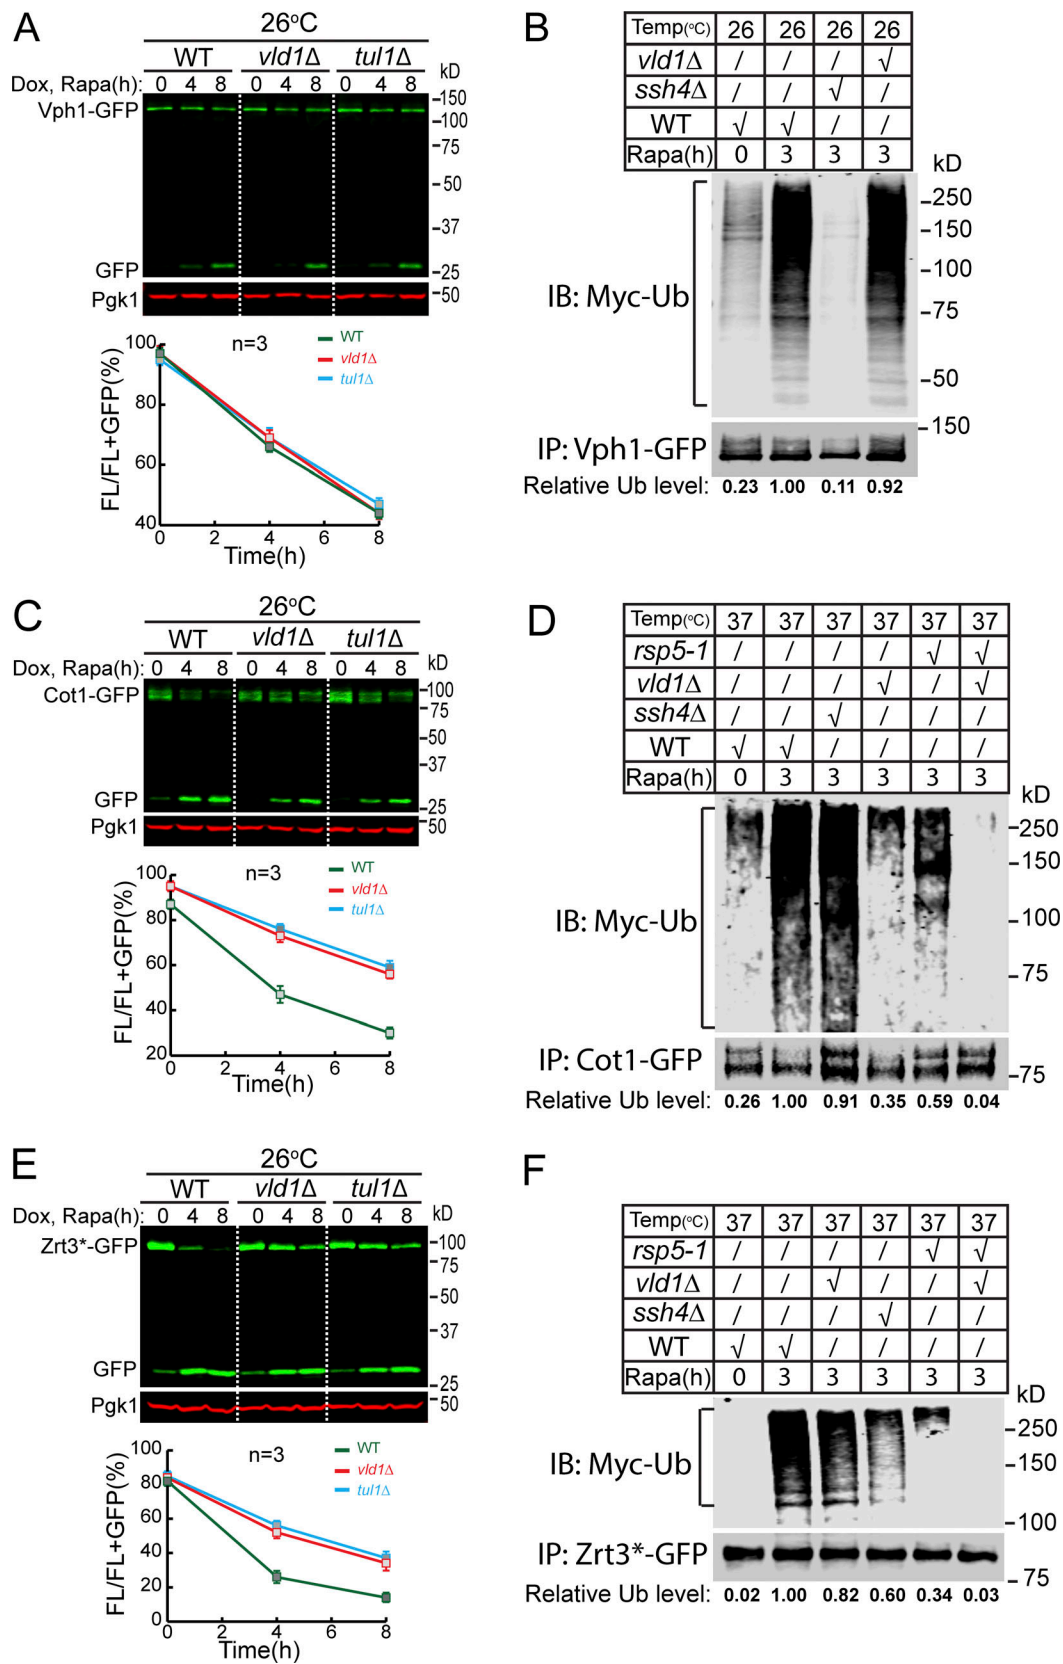 A
26°C
WT vld1Δ tul1Δ
Dox, Rapa(h): 0 4 8 0 4 8 0 4 8 kD
Vph1-GFP
–150
–100
–75
– 50
–37
GFP
–25
Pgk1
–50
n=3
WT
vld1Δ
tul1Δ
FL/FL+GFP(%)
100
80
60
40
0 2 4 6 8
Time(h)
B
Temp(°C) 26 26 26 26
vld1Δ / / / √
ssh4Δ / / √ /
WT √ √ / /
Rapa(h) 0 3 3 3
kD
–250
–150
–100
–75
–50
–150
IB: Myc-Ub
IP: Vph1-GFP
Relative Ub level: 0.23 1.00 0.11 0.92
C
26°C
WT vld1Δ tul1Δ
Dox, Rapa(h): 0 4 8 0 4 8 0 4 8 kD
Cot1-GFP
–100
–75
–50
–37
GFP
–25
Pgk1
–50
n=3
WT
vld1Δ
tul1Δ
FL/FL+GFP(%)
100
80
60
40
20
0 2 4 6 8
Time(h)
D
Temp(°C) 37 37 37 37 37 37
rsp5-1 / / / / √ √
vld1Δ / / / √ / √
ssh4Δ / / √ / / /
WT √ √ / / / /
Rapa(h) 0 3 3 3 3 3
kD
–250
–150
–100
–75
IB: Myc-Ub
IP: Cot1-GFP
–75
Relative Ub level: 0.26 1.00 0.91 0.35 0.59 0.04
E
26°C
WT vld1Δ tul1Δ
Dox, Rapa(h): 0 4 8 0 4 8 0 4 8 kD
Zrt3*-GFP
–100
–75
–50
–37
GFP
–25
Pgk1
–50
n=3
WT
vld1Δ
tul1Δ
FL/FL+GFP(%)
100
80
60
40
20
0
0 2 4 6 8
Time(h)
F
Temp(°C) 37 37 37 37 37 37
rsp5-1 / / / / √ √
vld1Δ / / √ / / √
ssh4Δ / / / √ / /
WT √ √ / / / /
Rapa(h) 0 3 3 3 3 3
kD
–250
–150
–100
IB: Myc-Ub
IP: Zrt3*-GFP
–75
Relative Ub level: 0.02 1.00 0.82 0.60 0.34 0.03